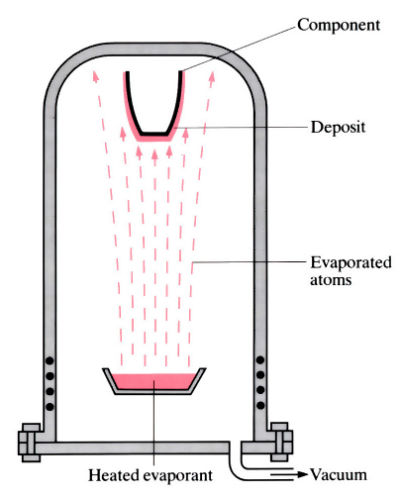 Component
Deposit
Evaporated
atoms
Heated evaporant
Vacuum